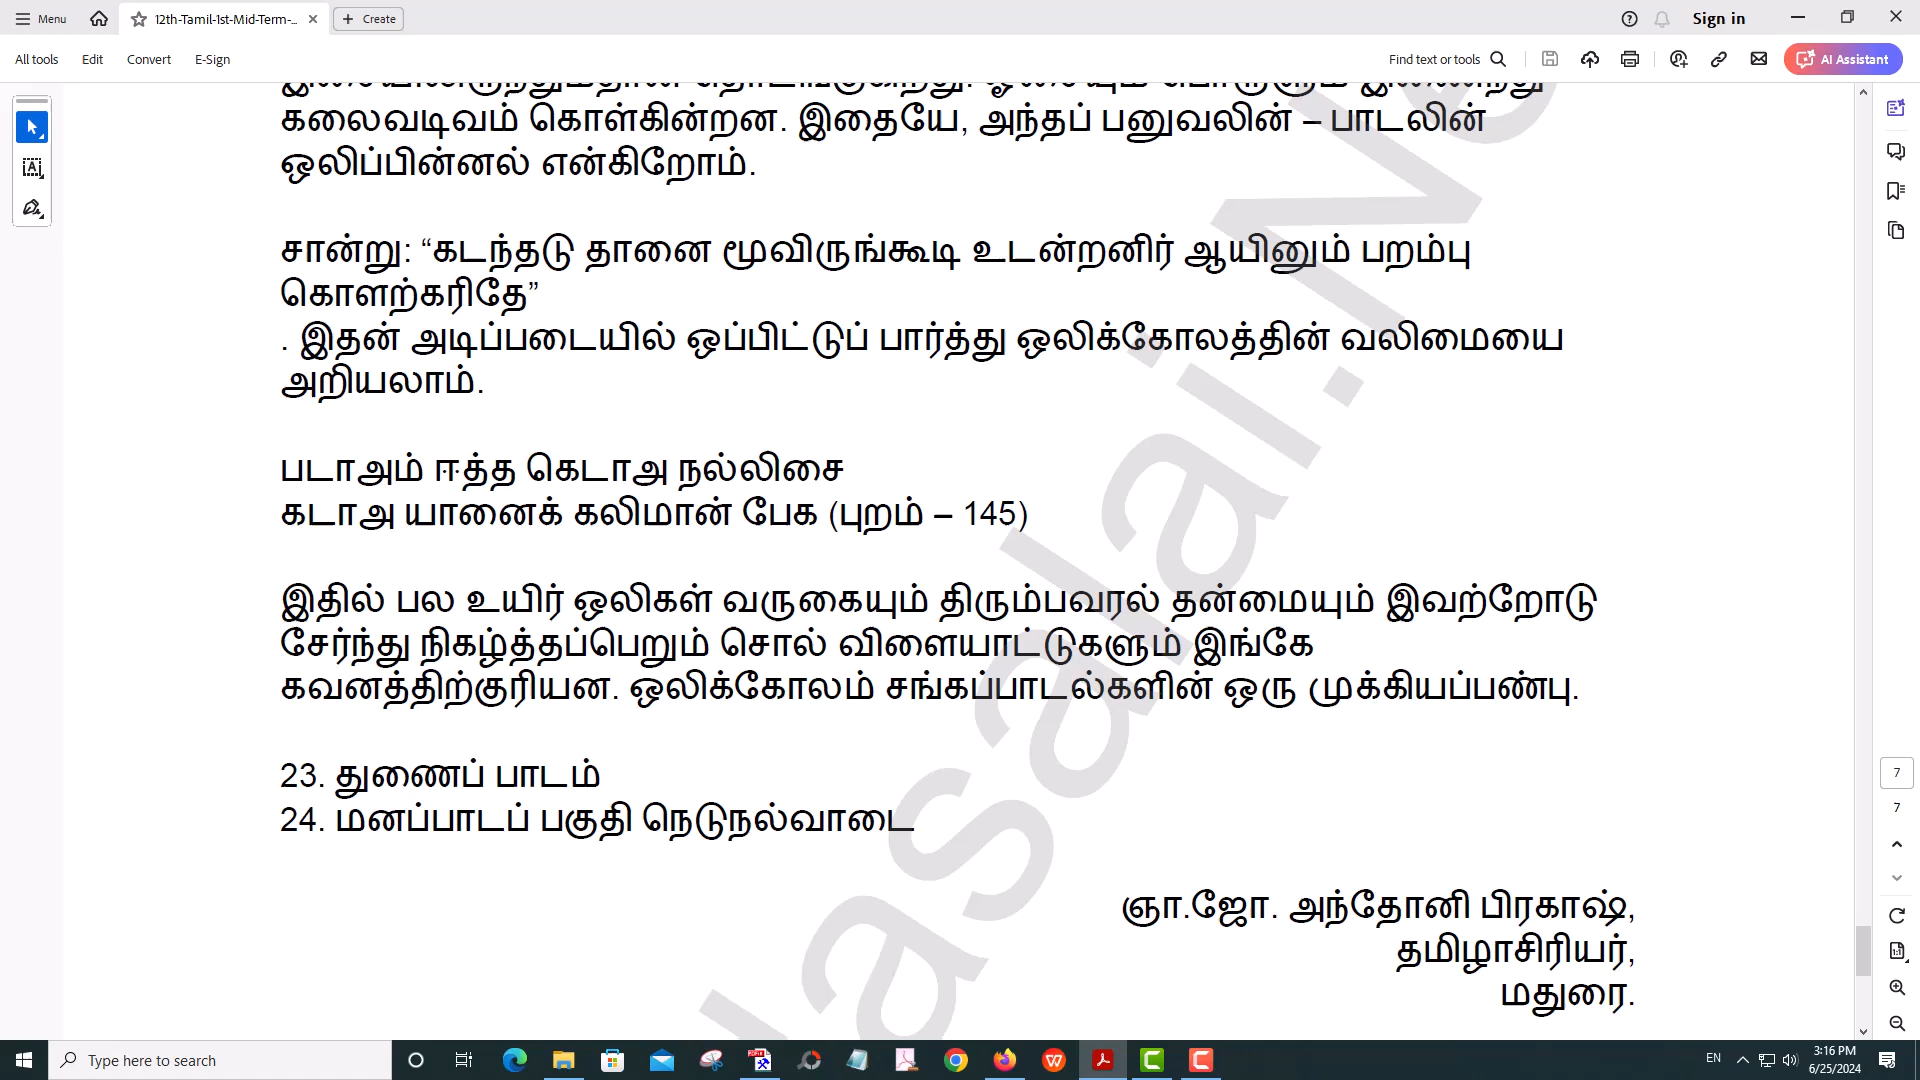 Menu
12th-Tamil-1st-Mid-Term-...
Create
Sign in
All tools
Edit
Convert
E-Sign
Find text or tools
AI Assistant
கலைவடிவம் கொள்கின்றன. இதையே, அந்தப் பனுவலின் – பாடலின்
ஒலிப்பின்னல் என்கிறோம்.
சான்று: “கடந்தடு தானை மூவிருங்கூடி உடன்றனிர் ஆயினும் பறம்பு
கொளற்கரிதே”
. இதன் அடிப்படையில் ஒப்பிட்டுப் பார்த்து ஒலிக்கோலத்தின் வலிமையை
அறியலாம்.
படாஅம் ஈத்த கெடாஅ நல்லிசை
கடாஅ யானைக் கலிமான் பேக (புறம் – 145)
இதில் பல உயிர் ஒலிகள் வருகையும் திரும்பவரல் தன்மையும் இவற்றோடு
சேர்ந்து நிகழ்த்தப்பெறும் சொல் விளையாட்டுகளும் இங்கே
கவனத்திற்குரியன. ஒலிக்கோலம் சங்கப்பாடல்களின் ஒரு முக்கியப்பண்பு.
23. துணைப் பாடம்
24. மனப்பாடப் பகுதி நெடுநல்வாடை
ஞா.ஜோ. அந்தோனி பிரகாஷ்,
தமிழாசிரியர்,
மதுரை.
7
7
Type here to search
EN
3:16 PM
6/25/2024